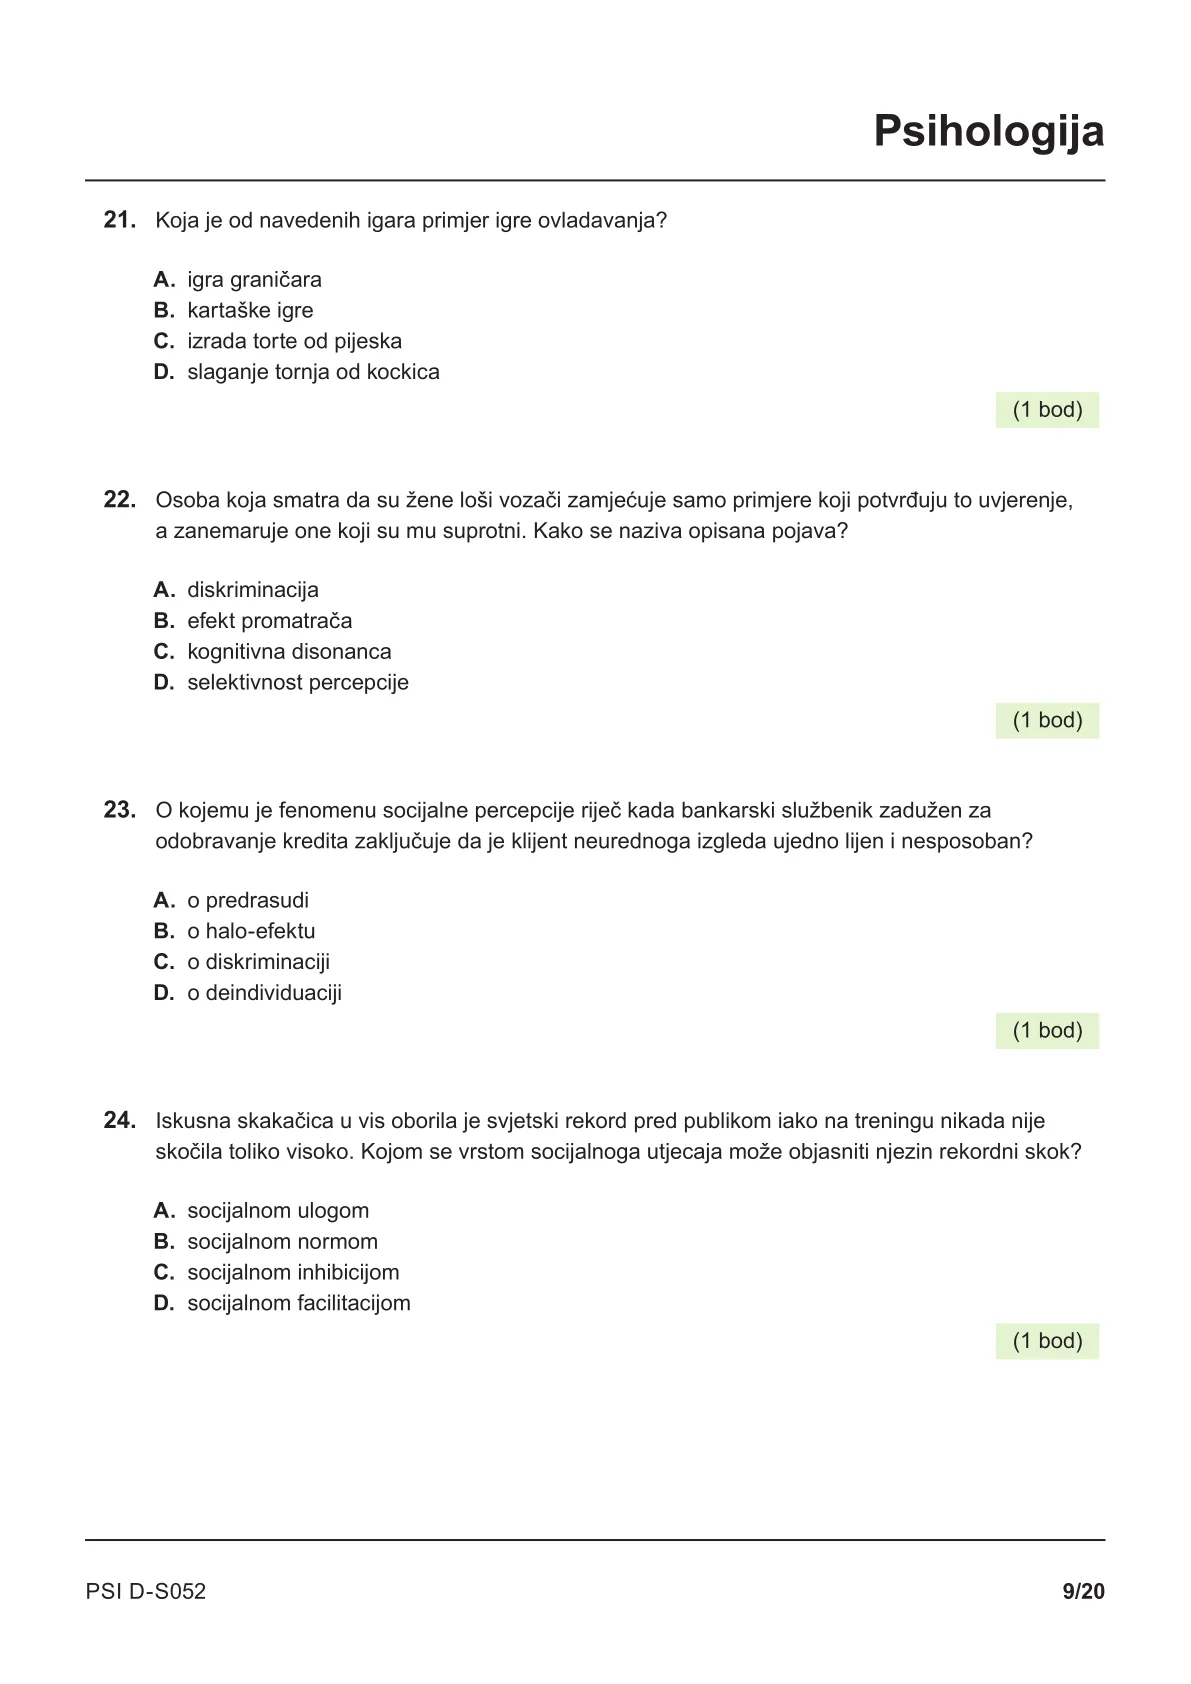 Psihologija
21. Koja je od navedenih igara primjer igre ovladavanja?
A. igra graničara
B. kartaške igre
C. izrada torte od pijeska
D. slaganje tornja od kockica
(1 bod)
22. Osoba koja smatra da su žene loši vozači zamjećuje samo primjere koji potvrđuju to uvjerenje,
a zanemaruje one koji su mu suprotni. Kako se naziva opisana pojava?
A. diskriminacija
B. efekt promatrača
C. kognitivna disonanca
D. selektivnost percepcije
(1 bod)
23. O kojemu je fenomenu socijalne percepcije riječ kada bankarski službenik zadužen za
odobravanje kredita zaključuje da je klijent neurednoga izgleda ujedno lijen i nesposoban?
A. o predrasudi
B. o halo-efektu
C. o diskriminaciji
D. o deindividuaciji
(1 bod)
24. Iskusna skakačica u vis oborila je svjetski rekord pred publikom iako na treningu nikada nije
skočila toliko visoko. Kojom se vrstom socijalnoga utjecaja može objasniti njezin rekordni skok?
A. socijalnom ulogom
B. socijalnom normom
C. socijalnom inhibicijom
D. socijalnom facilitacijom
(1 bod)
PSI D-S052
9/20